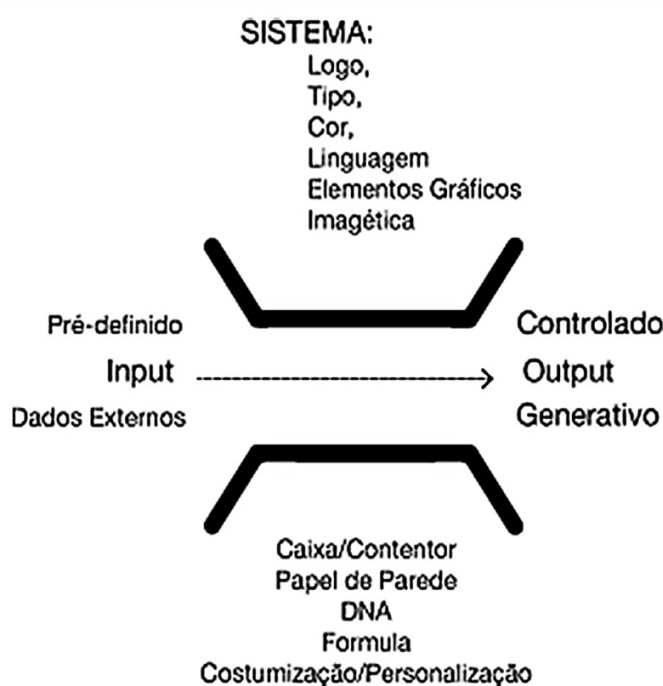 SISTEMA:
Logo,
Tipo,
Cor,
Linguagem
Elementos Gráficos
Imagética
Pré-definido
Controlado
Input
Output
Dados Externos
Generativo
Caixa/Contentor
Papel de Parede
DNA
Formula
Costumização/Personalização